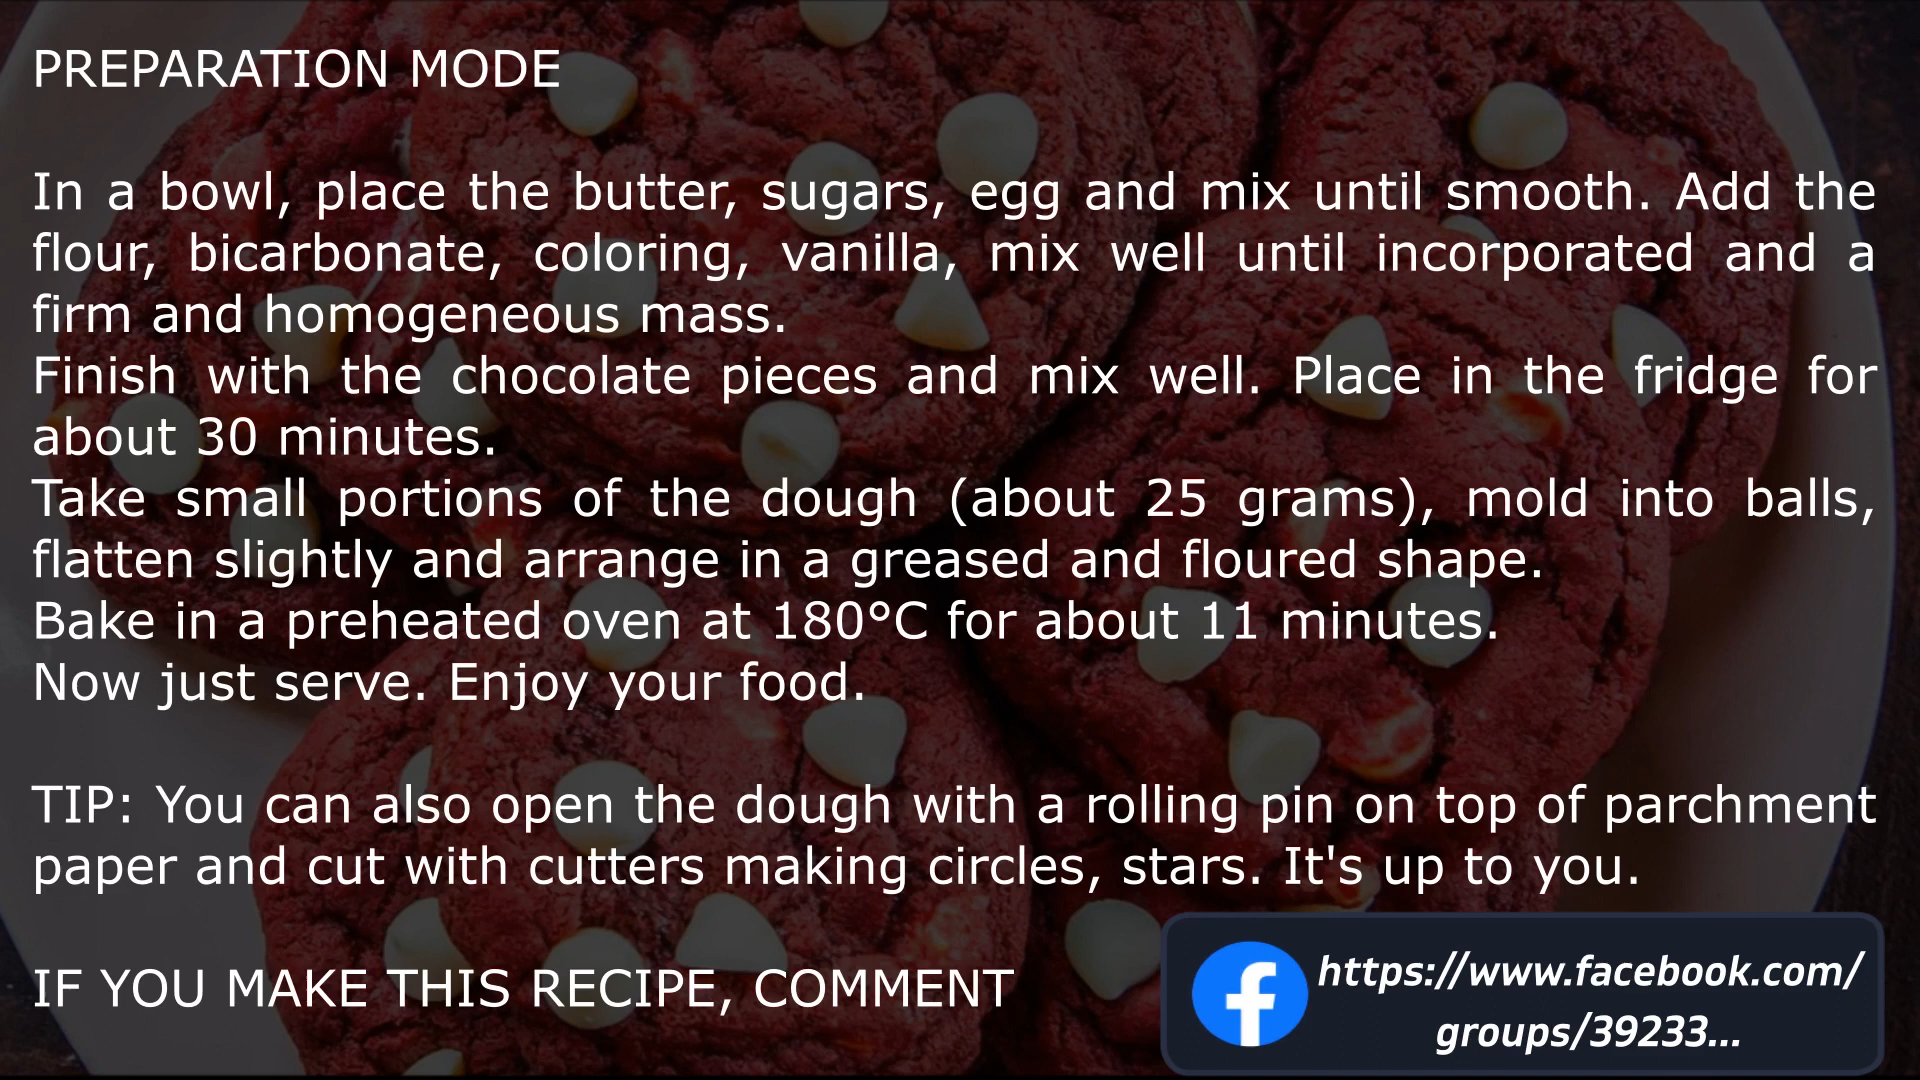 PREPARATION MODE
In a bowl, place the butter, sugars, egg and mix until smooth. Add the
flour, bicarbonate, coloring, vanilla, mix well until incorporated and a
firm and homogeneous mass.
Finish with the chocolate pieces and mix well. Place in the fridge for
about 30 minutes.
Take small portions of the dough (about 25 grams), mold into balls,
flatten slightly and arrange in a greased and floured shape.
Bake in a preheated oven at 180°C for about 11 minutes.
Now just serve. Enjoy your food.
TIP: You can also open the dough with a rolling pin on top of parchment
paper and cut with cutters making circles, stars. It's up to you.
IF YOU MAKE THIS RECIPE, COMMENT
https://www.facebook.com/
groups/39233...